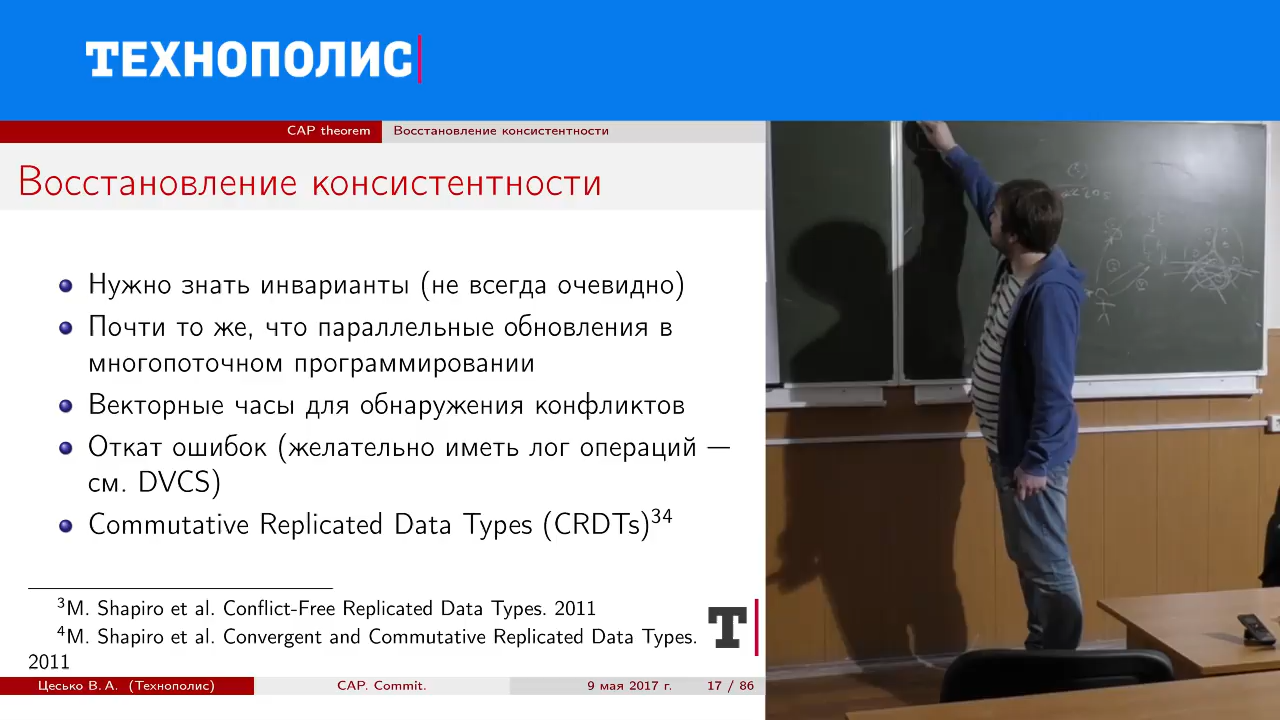 ТЕХНОПОЛИС
CAP theorem
Восстановление консистентности
Восстановление консистентности
Нужно знать инварианты (не всегда очевидно)
Почти то же, что параллельные обновления в
многопоточном программировании
Векторные часы для обнаружения конфликтов
Откат ошибок (желательно иметь лог операций —
см. DVCS)
Commutative Replicated Data Types (CRDTs)³⁴
³M. Shapiro et al. Conflict-Free Replicated Data Types. 2011
⁴M. Shapiro et al. Convergent and Commutative Replicated Data Types.
2011
Т
Цесько В. А. (Технополис)
CAP. Commit.
9 мая 2017 г.
17 / 86